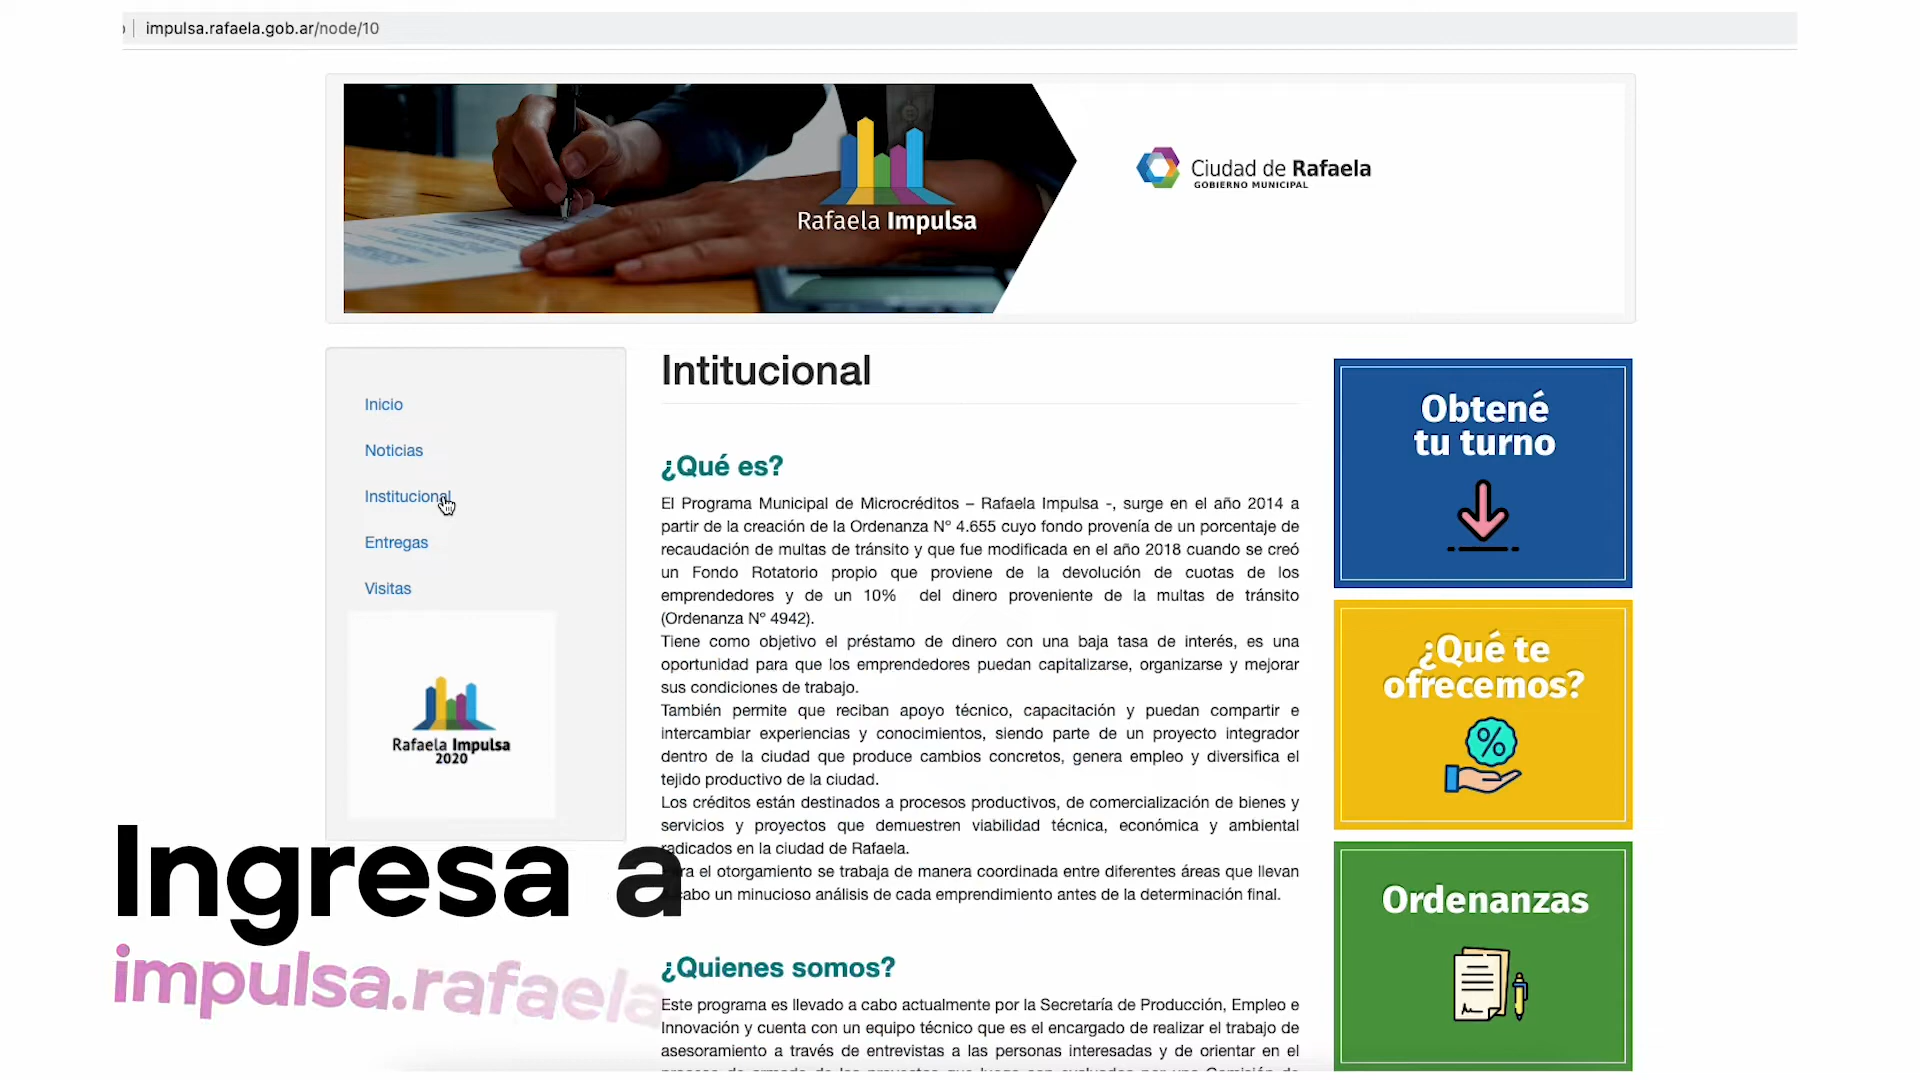 impulsa.rafaela.gob.ar/node/10
Rafaela Impulsa
Ciudad de Rafaela
GOBIERNO MUNICIPAL
Inicio
Noticias
Institucional
Entregas
Visitas
Rafaela Impulsa
2020
Intitucional
¿Qué es?
El Programa Municipal de Microcréditos – Rafaela Impulsa -, surge en el año 2014 a
partir de la creación de la Ordenanza Nº 4.655 cuyo fondo provenía de un porcentaje de
recaudación de multas de tránsito y que fue modificada en el año 2018 cuando se creó
un Fondo Rotatorio propio que proviene de la devolución de cuotas de los
emprendedores y de un 10% del dinero proveniente de la multas de tránsito
(Ordenanza Nº 4942).
Tiene como objetivo el préstamo de dinero con una baja tasa de interés, es una
oportunidad para que los emprendedores puedan capitalizarse, organizarse y mejorar
sus condiciones de trabajo.
También permite que reciban apoyo técnico, capacitación y puedan compartir e
intercambiar experiencias y conocimientos, siendo parte de un proyecto integrador
dentro de la ciudad que produce cambios concretos, genera empleo y diversifica el
tejido productivo de la ciudad.
Los créditos están destinados a procesos productivos, de comercialización de bienes y
servicios y proyectos que demuestren viabilidad técnica, económica y ambiental
radicados en la ciudad de Rafaela.
el otorgamiento se trabaja de manera coordinada entre diferentes áreas que llevan
cabo un minucioso análisis de cada emprendimiento antes de la determinación final.
¿Quienes somos?
Este programa es llevado a cabo actualmente por la Secretaría de Producción, Empleo e
Innovación y cuenta con un equipo técnico que es el encargado de realizar el trabajo de
asesoramiento a través de entrevistas a las personas interesadas y de orientar en el
Obtené
tu turno
¿Qué te
ofrecemos?
%
Ordenanzas
Ingresa a
impulsa.rafaela